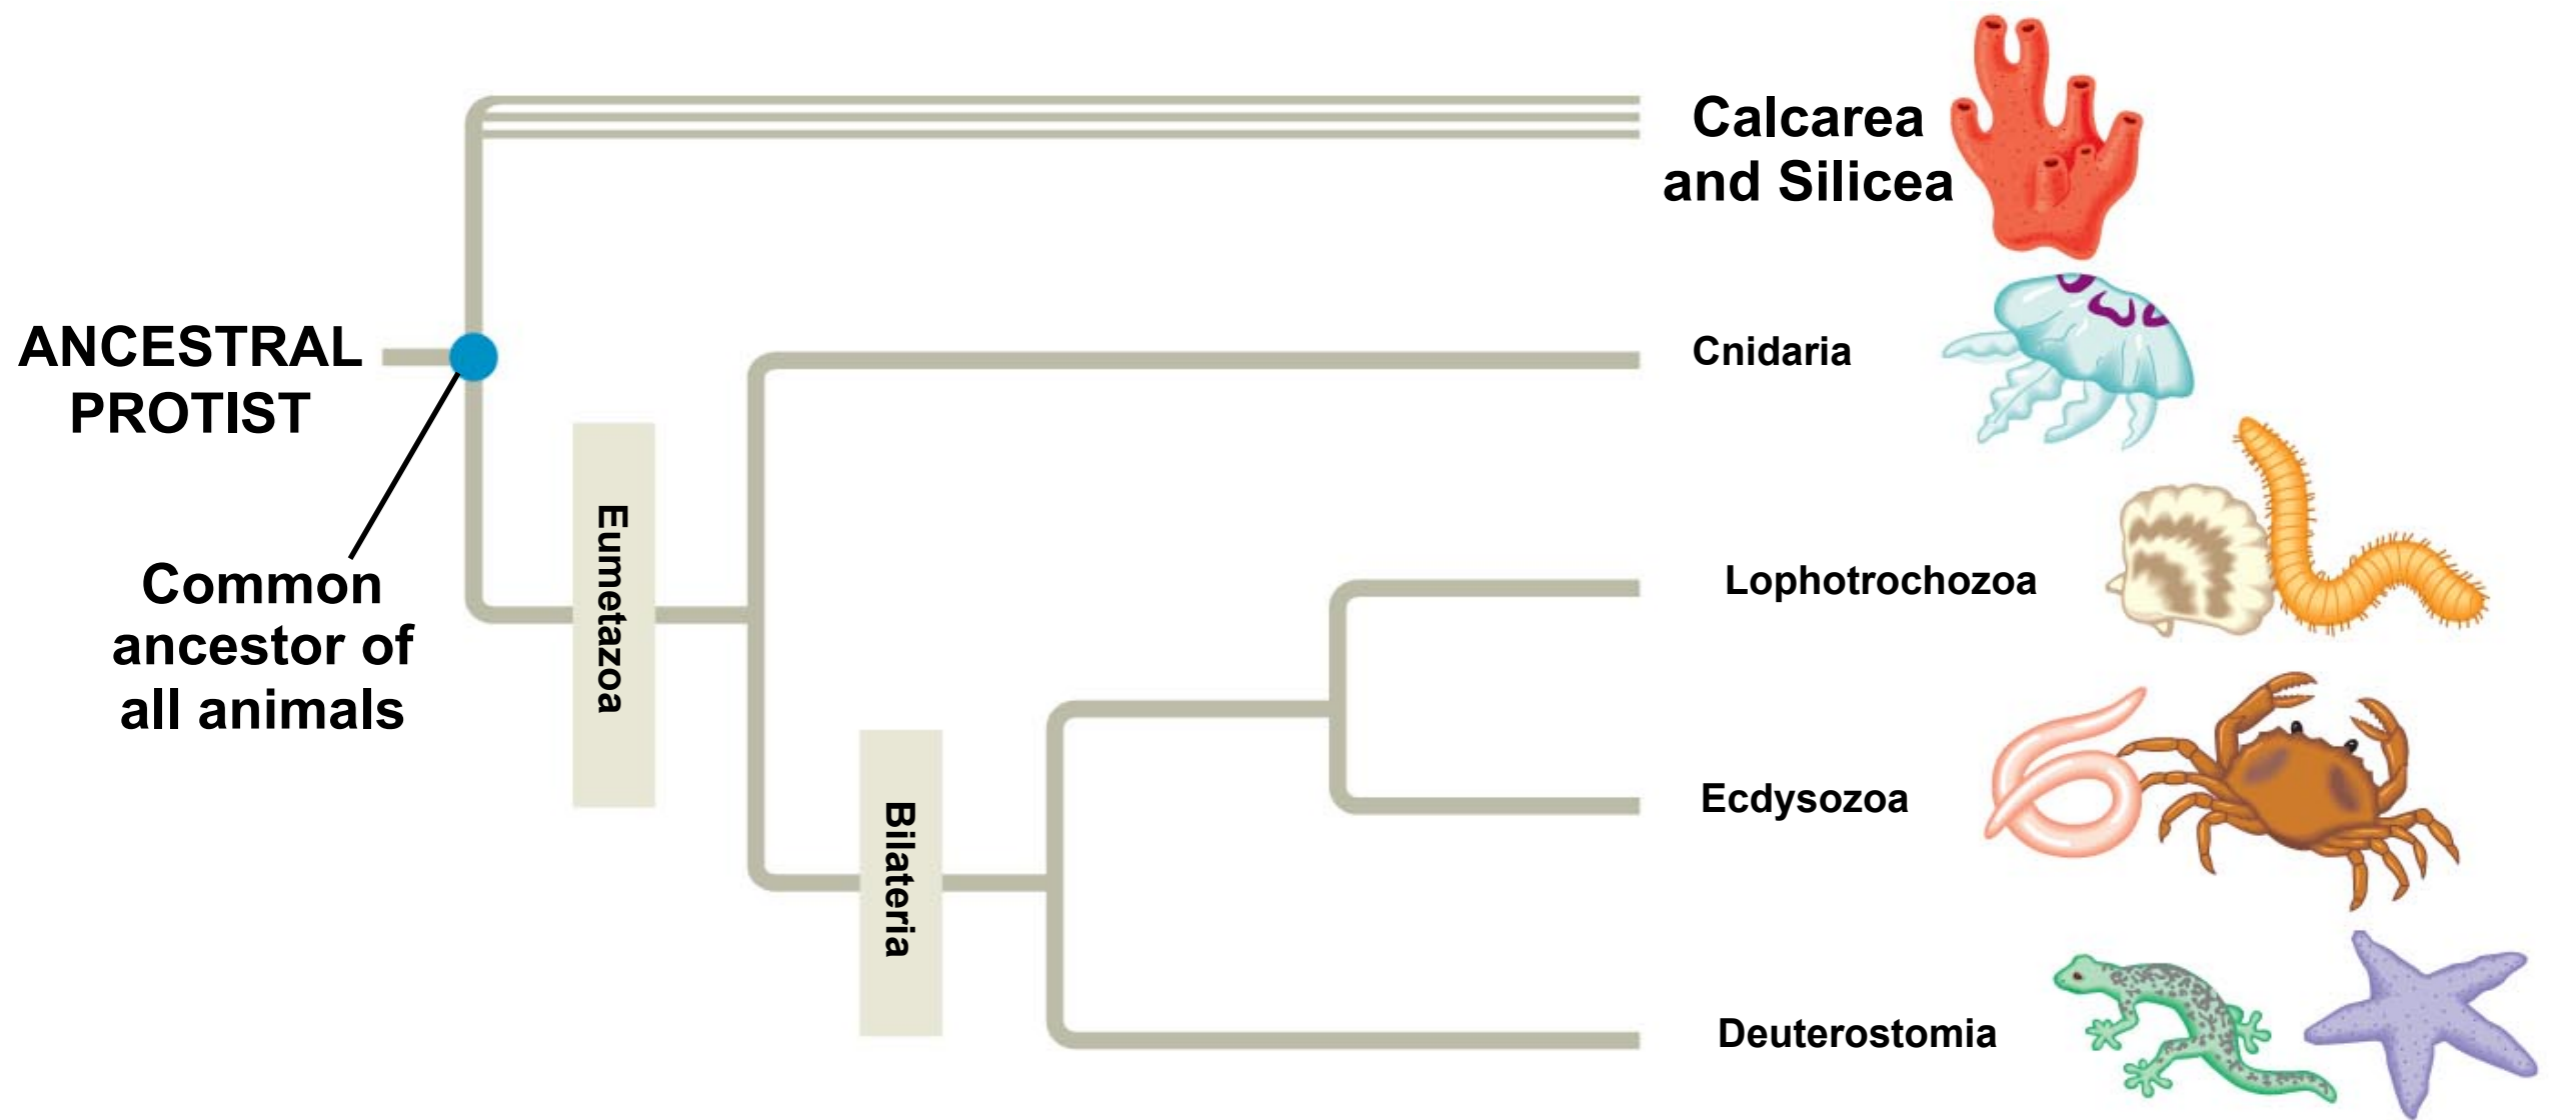 ANCESTRAL
PROTIST
Common
ancestor of
all animals
Eumetazoa
Bilateria
Calcarea
and Silicea
Cnidaria
Lophotrochozoa
Ecdysozoa
Deuterostomia